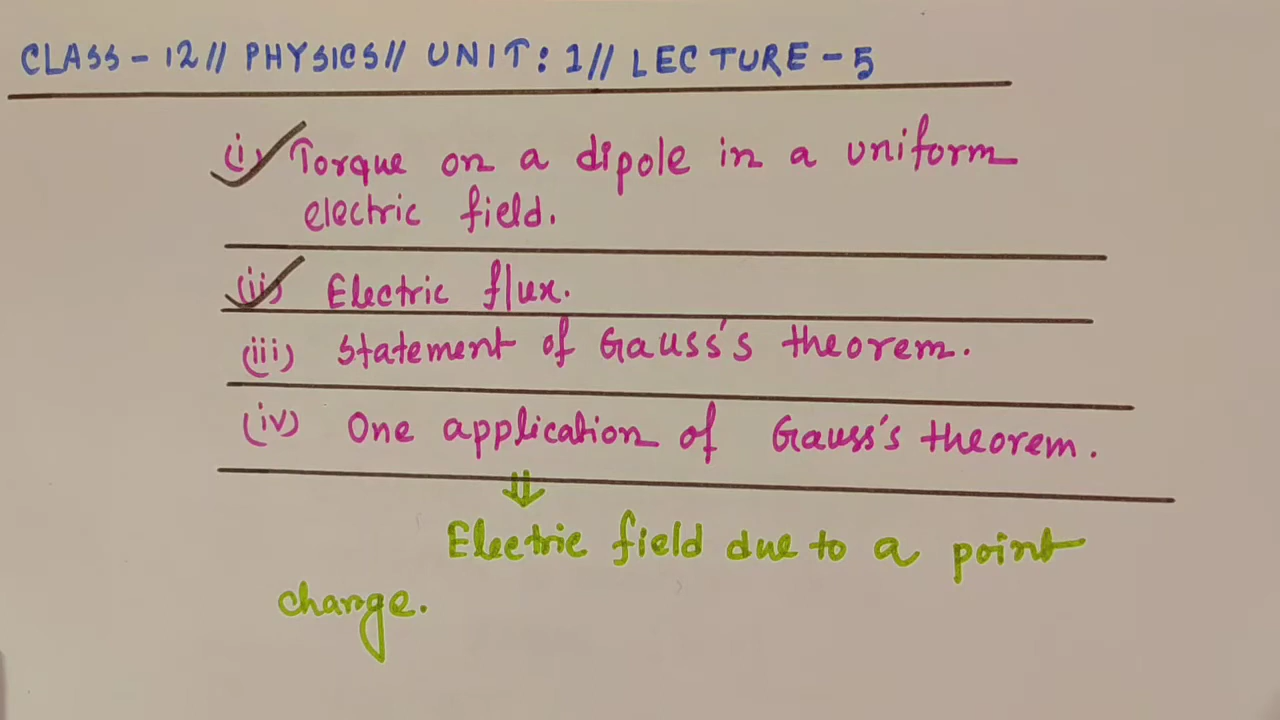 CLASS - 12 // PHYSICS // UNIT : 1 // LECTURE - 5
(i) Torque on a dipole in a uniform
electric field.
(ii) Electric flux.
(iii) Statement of Gauss's theorem.
(iv) One application of Gauss's theorem.
⇓
Electric field due to a point
charge.